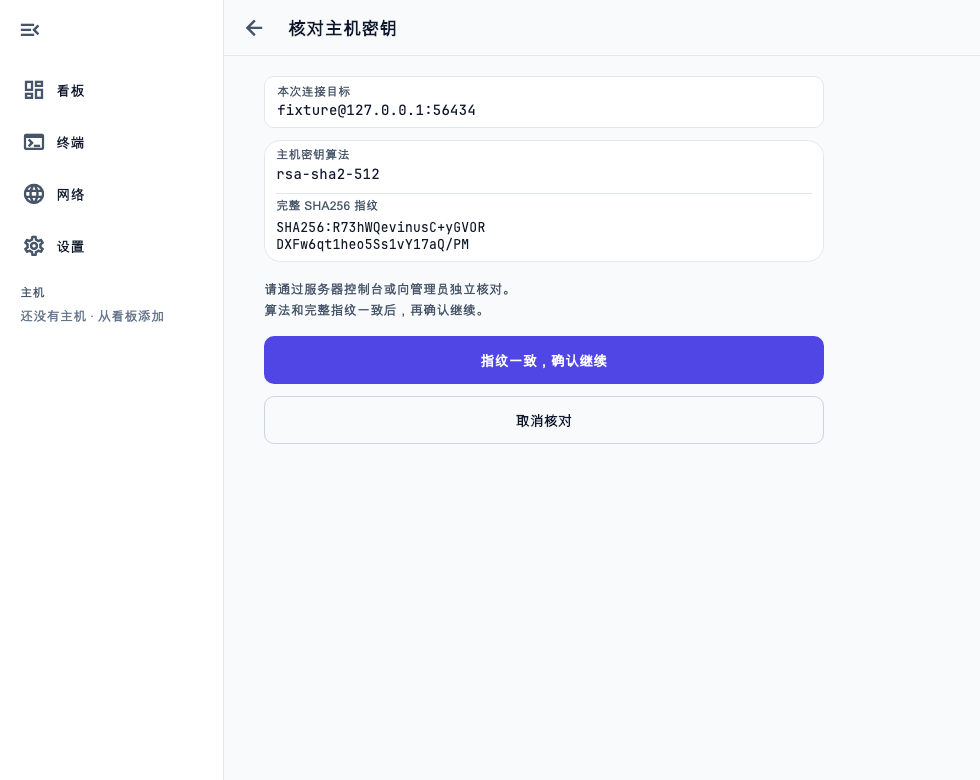 核对主机密钥
看板
终端
网络
设置
主机
还没有主机 · 从看板添加
本次连接目标
fixture@127.0.0.1:56434
主机密钥算法
rsa-sha2-512
完整 SHA256 指纹
SHA256:R73hWQevinusC+yGVOR
DXFw6qt1heo5Ss1vY17aQ/PM
请通过服务器控制台或向管理员独立核对。
算法和完整指纹一致后，再确认继续。
指纹一致，确认继续
取消核对